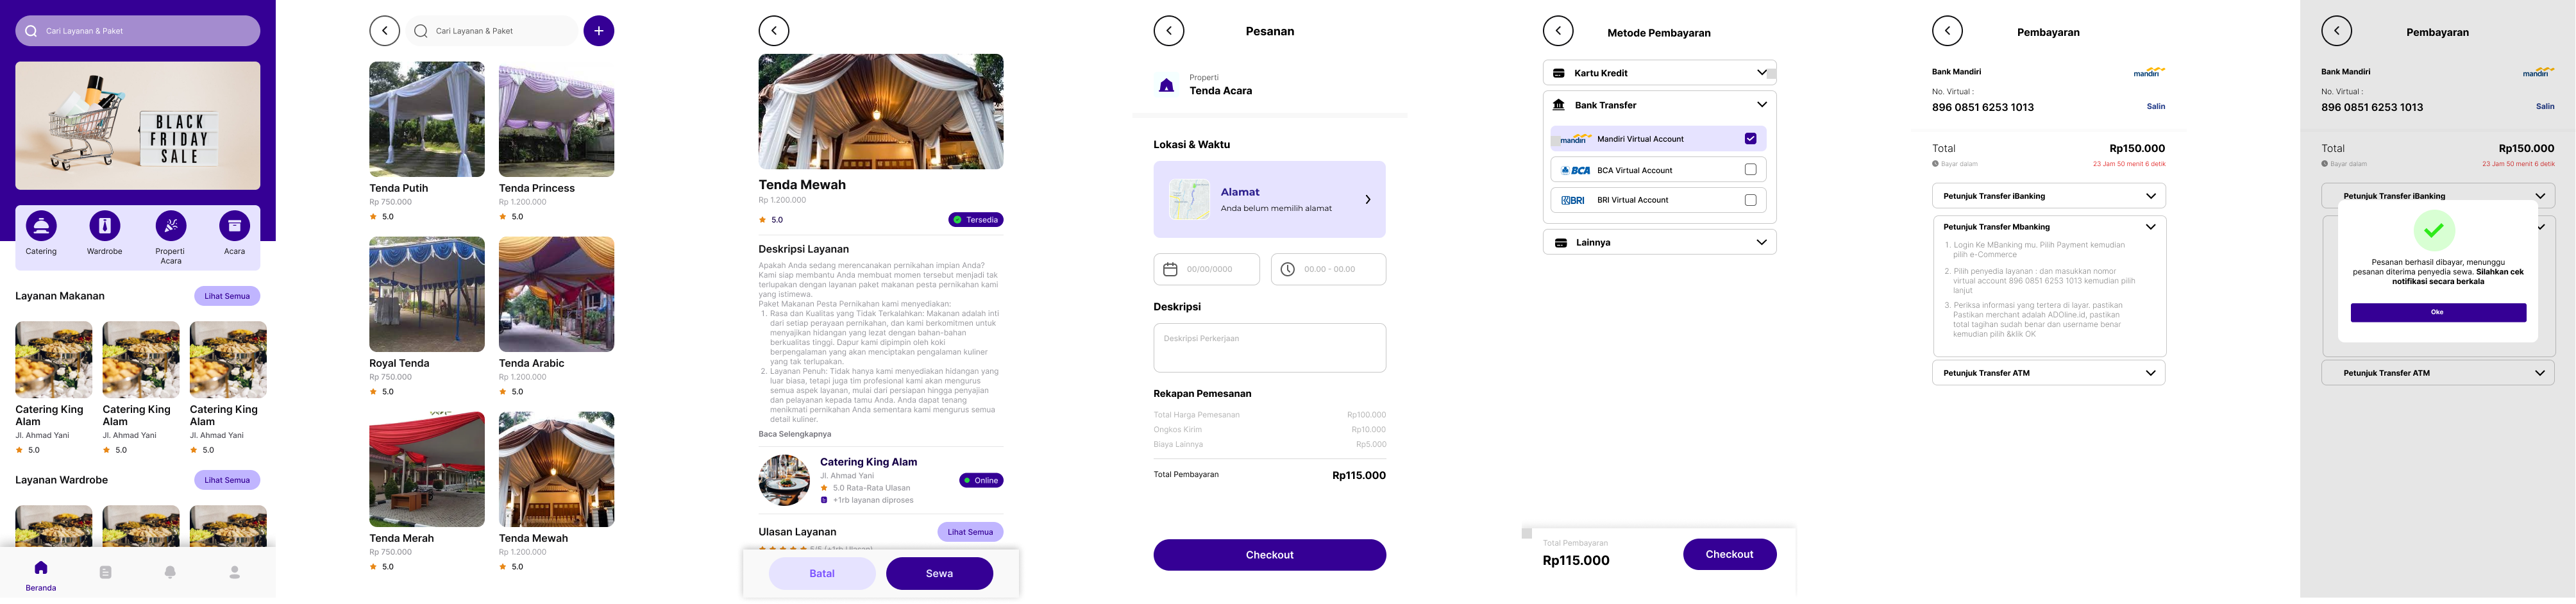 Cari Layanan & Paket
BLACK
FRIDAY
SALE
Catering
Wardrobe
Properti
Acara
Acara
Layanan Makanan
Lihat Semua
Catering King
Alam
Jl. Ahmad Yani
5.0
Catering King
Alam
Jl. Ahmad Yani
5.0
Catering King
Alam
Jl. Ahmad Yani
5.0
Layanan Wardrobe
Lihat Semua
Beranda
Cari Layanan & Paket
Tenda Putih
Rp 750.000
5.0
Tenda Princess
Rp 1.200.000
5.0
Royal Tenda
Rp 750.000
5.0
Tenda Arabic
Rp 1.200.000
5.0
Tenda Merah
Rp 750.000
5.0
Tenda Mewah
Rp 1.200.000
5.0
Tenda Mewah
Rp 1.200.000
5.0
Tersedia
Deskripsi Layanan
Apakah Anda sedang merencanakan pernikahan impian Anda?
Kami siap membantu Anda membuat momen tersebut menjadi tak
terlupakan dengan layanan paket makanan pesta pernikahan kami
yang istimewa.
Paket Makanan Pesta Pernikahan kami menyediakan:
1. Rasa dan Kualitas yang Tidak Terkalahkan: Makanan adalah inti
dari setiap perayaan pernikahan, dan kami berkomitmen untuk
menyajikan hidangan yang lezat dengan bahan-bahan
berkualitas tinggi. Dapur kami dipimpin oleh koki
berpengalaman yang akan menciptakan pengalaman kuliner
yang tak terlupakan.
2. Layanan Penuh: Tidak hanya kami menyediakan hidangan yang
luar biasa, tetapi juga tim profesional kami akan mengurus
semua aspek layanan, mulai dari persiapan hingga penyajian
dan pelayanan kepada tamu Anda. Anda dapat tenang
menikmati pernikahan Anda sementara kami mengurus semua
detail kuliner.
Baca Selengkapnya
Catering King Alam
Jl. Ahmad Yani
5.0 Rata-Rata Ulasan
+1rb layanan diproses
Online
Ulasan Layanan
Lihat Semua
5/5 (+1rb Ulasan)
Batal
Sewa
Pesanan
Properti
Tenda Acara
Lokasi & Waktu
Alamat
Anda belum memilih alamat
00/00/0000
00.00 - 00.00
Deskripsi
Deskripsi Perkerjaan
Rekapan Pemesanan
Total Harga Pemesanan Rp100.000
Ongkos Kirim Rp10.000
Biaya Lainnya Rp5.000
Total Pembayaran Rp115.000
Checkout
Metode Pembayaran
Kartu Kredit
Bank Transfer
mandiri Mandiri Virtual Account
BCA BCA Virtual Account
BRI BRI Virtual Account
Lainnya
Total Pembayaran
Rp115.000
Checkout
Pembayaran
Bank Mandiri
mandiri
No. Virtual :
896 0851 6253 1013
Salin
Total Rp150.000
Bayar dalam 23 Jam 50 menit 6 detik
Petunjuk Transfer iBanking
Petunjuk Transfer Mbanking
1. Login Ke MBanking mu. Pilih Payment kemudian
pilih e-Commerce
2. Pilih penyedia layanan : dan masukkan nomor
virtual account 896 0851 6253 1013 kemudian pilih
lanjut
3. Periksa informasi yang tertera di layar. pastikan
Pastikan merchant adalah ADOline.id, pastikan
total tagihan sudah benar dan username benar
kemudian pilih &klik OK
Petunjuk Transfer ATM
Pembayaran
Bank Mandiri
mandiri
No. Virtual :
896 0851 6253 1013
Salin
Total Rp150.000
Bayar dalam 23 Jam 50 menit 6 detik
Petunjuk Transfer iBanking
Pesanan berhasil dibayar, menunggu
pesanan diterima penyedia sewa. Silahkan cek
notifikasi secara berkala
Oke
Petunjuk Transfer ATM